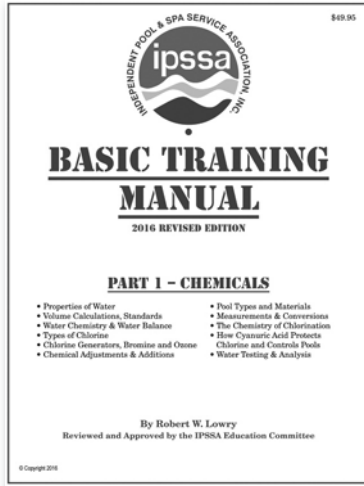 $49.95
INDEPENDENT POOL & SPA SERVICE ASSOCIATION, INC.
ipssa
BASIC TRAINING
MANUAL
2016 REVISED EDITION
PART 1 – CHEMICALS
• Properties of Water
• Volume Calculations, Standards
• Water Chemistry & Water Balance
• Types of Chlorine
• Chlorine Generators, Bromine and Ozone
• Chemical Adjustments & Additions
• Pool Types and Materials
• Measurements & Conversions
• The Chemistry of Chlorination
• How Cyanuric Acid Protects
Chlorine and Controls Pools
• Water Testing & Analysis
By Robert W. Lowry
Reviewed and Approved by the IPSSA Education Committee
© Copyright 2016